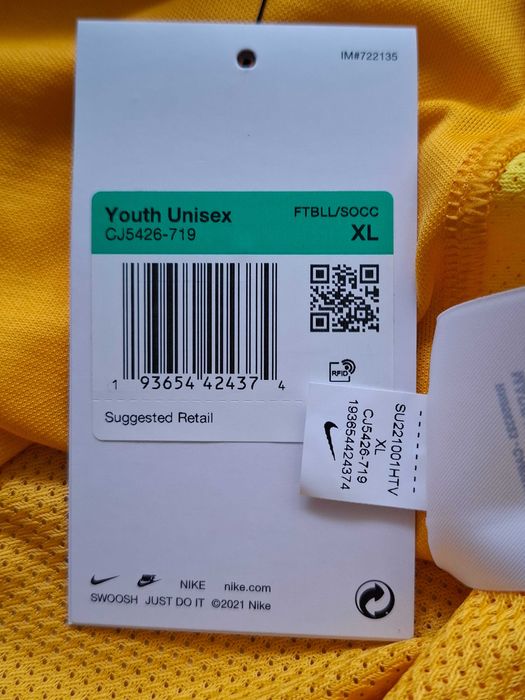 IM#722135
Youth Unisex FTBLL/SOCC
CJ5426-719 XL
1 93654 42437 4
RFID
Suggested Retail
SU221001HTV
XL
CJ5426-719
193654424374
NIKE nike.com
SWOOSH JUST DO IT ©2021 Nike